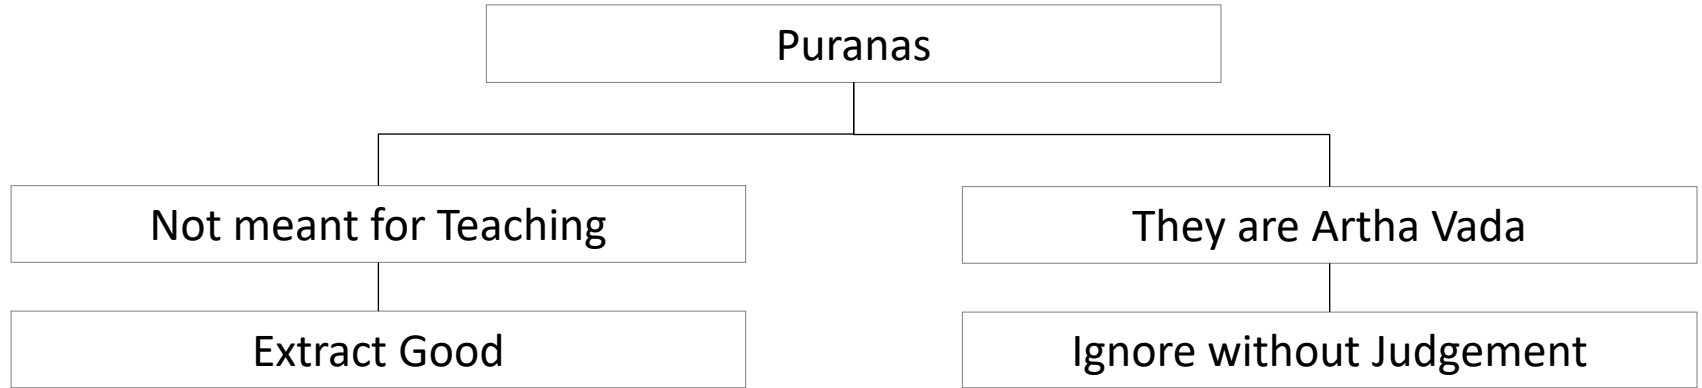 Puranas
Not meant for Teaching
They are Artha Vada
Extract Good
Ignore without Judgement